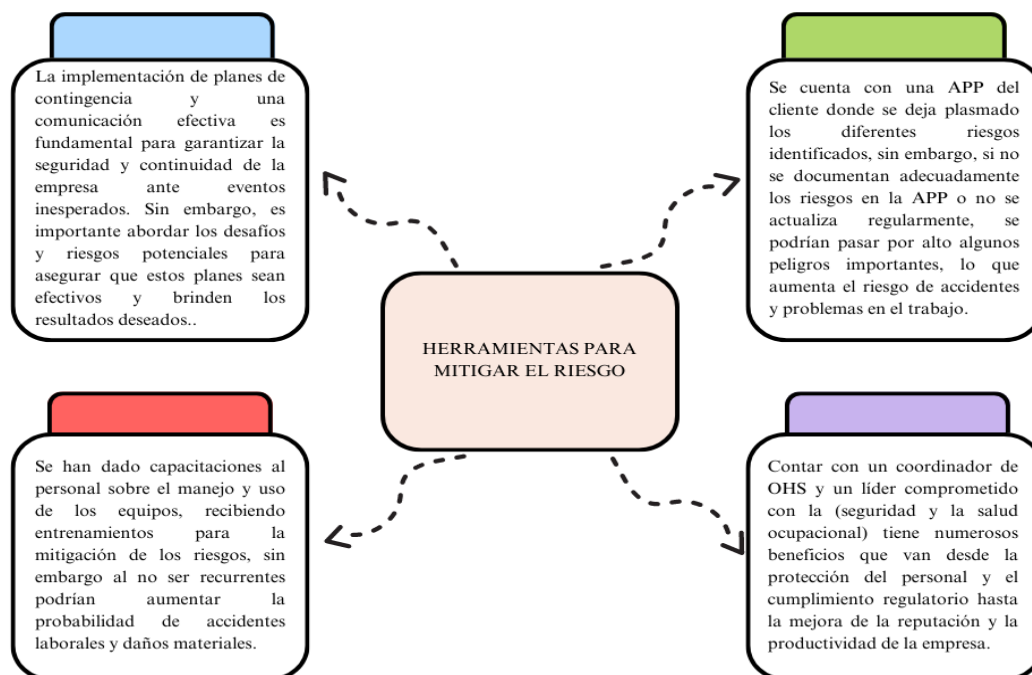 La implementación de planes de
contingencia y una
comunicación efectiva es
fundamental para garantizar la
seguridad y continuidad de la
empresa ante eventos
inesperados. Sin embargo, es
importante abordar los desafíos
y riesgos potenciales para
asegurar que estos planes sean
efectivos y brinden los
resultados deseados..
Se cuenta con una APP del
cliente donde se deja plasmado
los diferentes riesgos
identificados, sin embargo, si no
se documentan adecuadamente
los riesgos en la APP o no se
actualiza regularmente, se
podrían pasar por alto algunos
peligros importantes, lo que
aumenta el riesgo de accidentes
y problemas en el trabajo.
HERRAMIENTAS PARA
MITIGAR EL RIESGO
Se han dado capacitaciones al
personal sobre el manejo y uso
de los equipos, recibiendo
entrenamientos para la
mitigación de los riesgos, sin
embargo al no ser recurrentes
podrían aumentar la
probabilidad de accidentes
laborales y daños materiales.
Contar con un coordinador de
OHS y un líder comprometido
con la (seguridad y la salud
ocupacional) tiene numerosos
beneficios que van desde la
protección del personal y el
cumplimiento regulatorio hasta
la mejora de la reputación y la
productividad de la empresa.